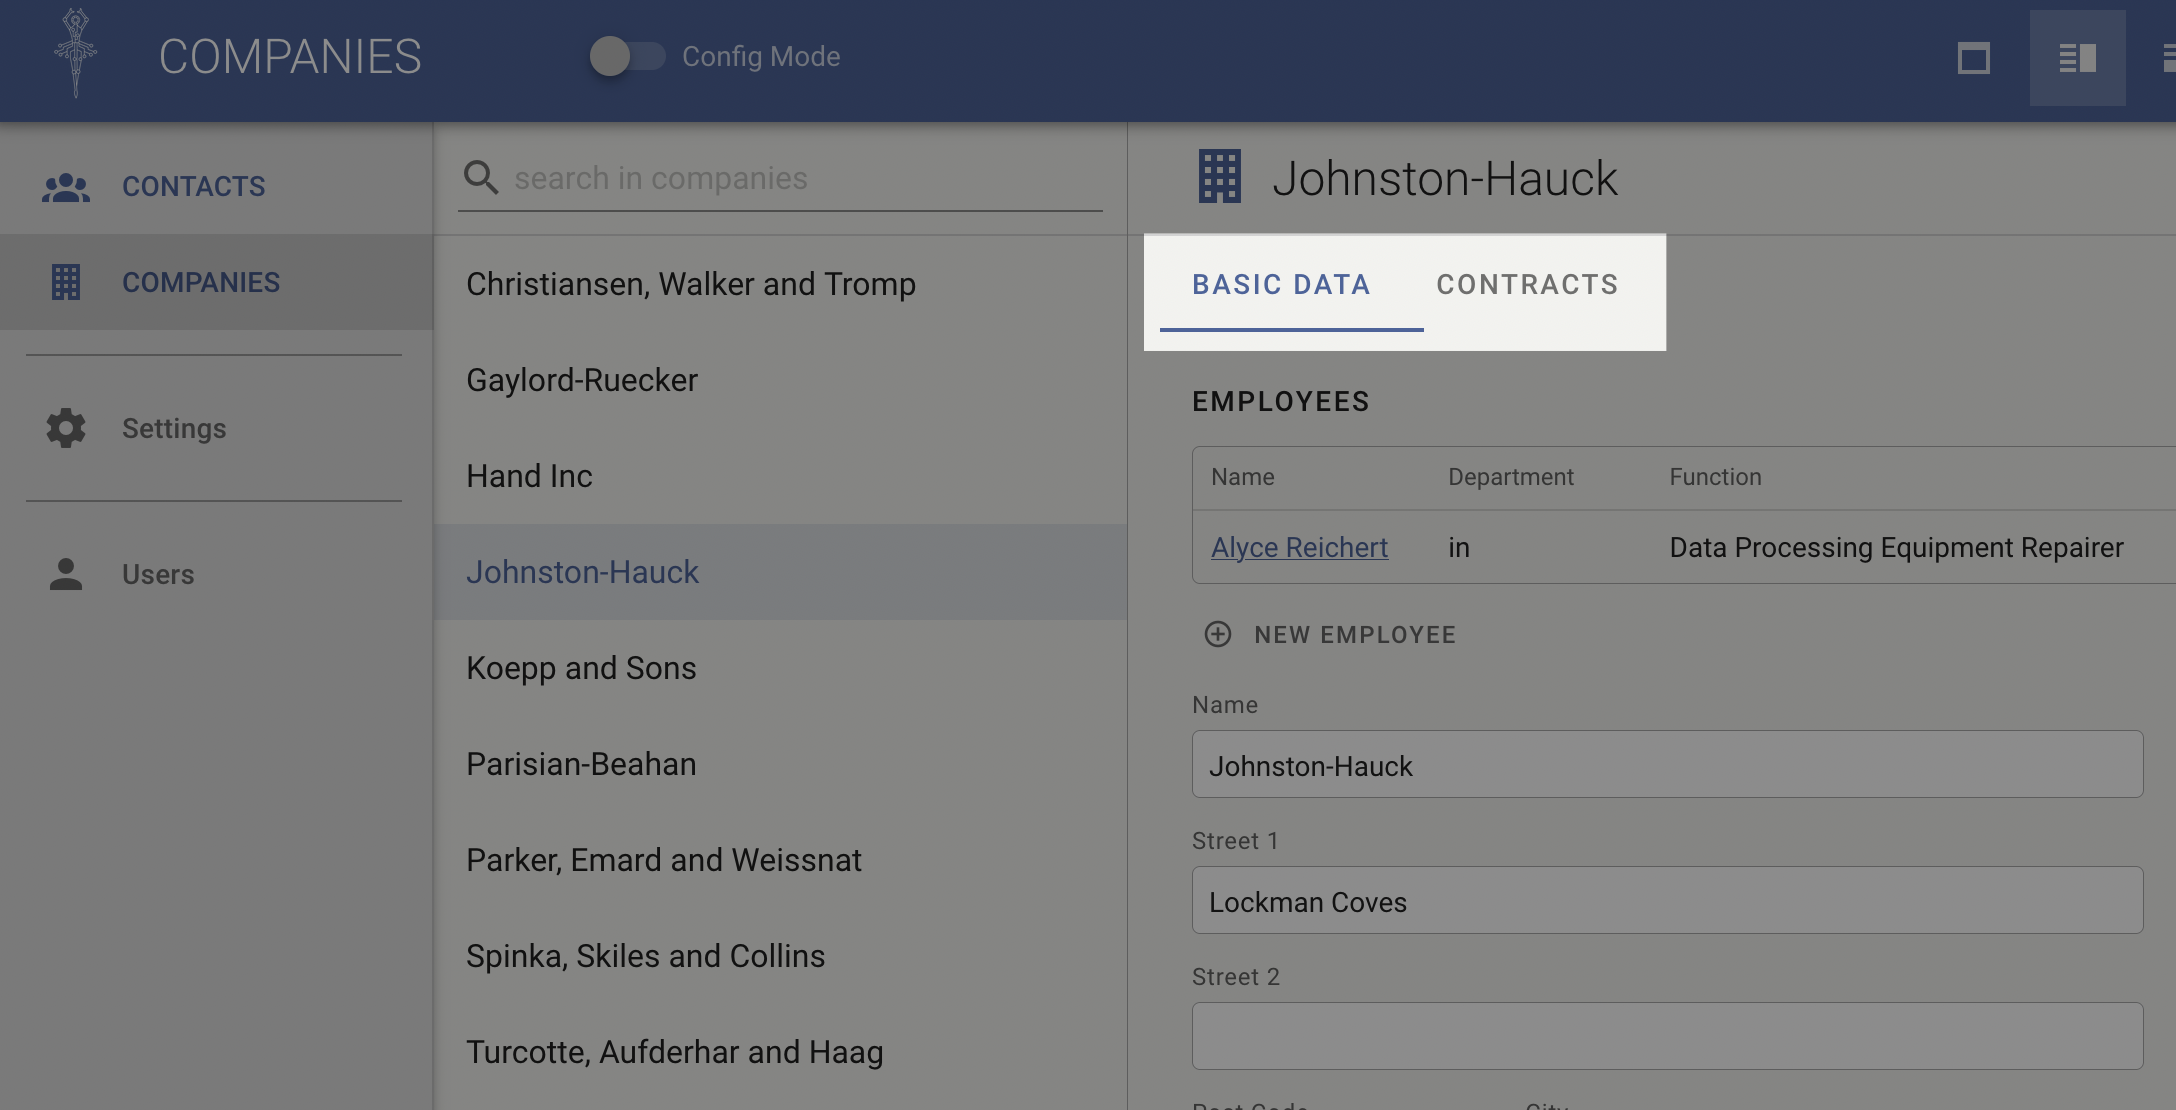 COMPANIES
Config Mode
CONTACTS
COMPANIES
Settings
Users
search in companies
Christiansen, Walker and Tromp
Gaylord-Ruecker
Hand Inc
Johnston-Hauck
Koepp and Sons
Parisian-Beahan
Parker, Emard and Weissnat
Spinka, Skiles and Collins
Turcotte, Aufderhar and Haag
Johnston-Hauck
BASIC DATA CONTRACTS
EMPLOYEES
Name Department Function
Alyce Reichert in Data Processing Equipment Repairer
NEW EMPLOYEE
Name
Johnston-Hauck
Street 1
Lockman Coves
Street 2